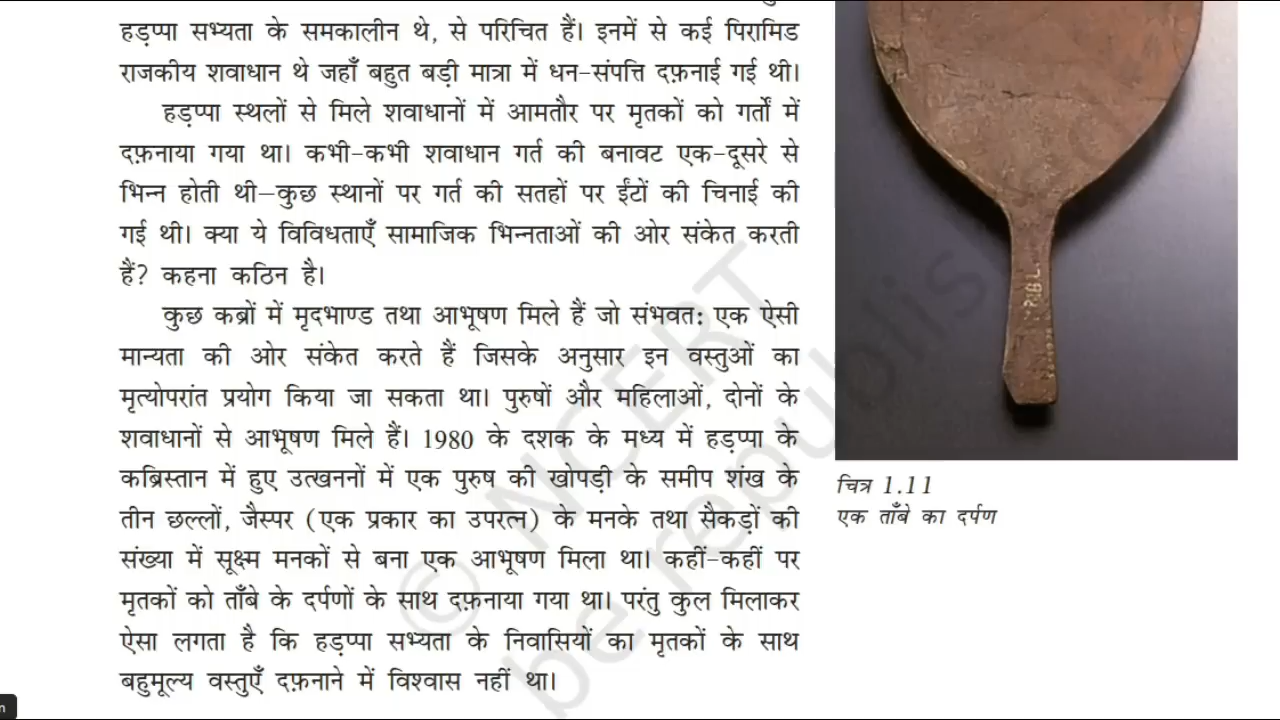 हड़प्पा सभ्यता के समकालीन थे, से परिचित हैं। इनमें से कई पिरामिड
राजकीय शवाधान थे जहाँ बहुत बड़ी मात्रा में धन-संपत्ति दफ़नाई गई थी।
हड़प्पा स्थलों से मिले शवाधानों में आमतौर पर मृतकों को गर्तों में
दफ़नाया गया था। कभी-कभी शवाधान गर्त की बनावट एक-दूसरे से
भिन्न होती थी—कुछ स्थानों पर गर्त की सतहों पर ईंटों की चिनाई की
गई थी। क्या ये विविधताएँ सामाजिक भिन्नताओं की ओर संकेत करती
हैं? कहना कठिन है।
कुछ कब्रों में मृदभाण्ड तथा आभूषण मिले हैं जो संभवत: एक ऐसी
मान्यता की ओर संकेत करते हैं जिसके अनुसार इन वस्तुओं का
मृत्योपरांत प्रयोग किया जा सकता था। पुरुषों और महिलाओं, दोनों के
शवाधानों से आभूषण मिले हैं। 1980 के दशक के मध्य में हड़प्पा के
कब्रिस्तान में हुए उत्खननों में एक पुरुष की खोपड़ी के समीप शंख के
तीन छल्लों, जैस्पर (एक प्रकार का उपरत्न) के मनके तथा सैकड़ों की
संख्या में सूक्ष्म मनकों से बना एक आभूषण मिला था। कहीं-कहीं पर
मृतकों को ताँबे के दर्पणों के साथ दफ़नाया गया था। परंतु कुल मिलाकर
ऐसा लगता है कि हड़प्पा सभ्यता के निवासियों का मृतकों के साथ
बहुमूल्य वस्तुएँ दफ़नाने में विश्वास नहीं था।
चित्र 1.11
एक ताँबे का दर्पण
© NCERT
be republis